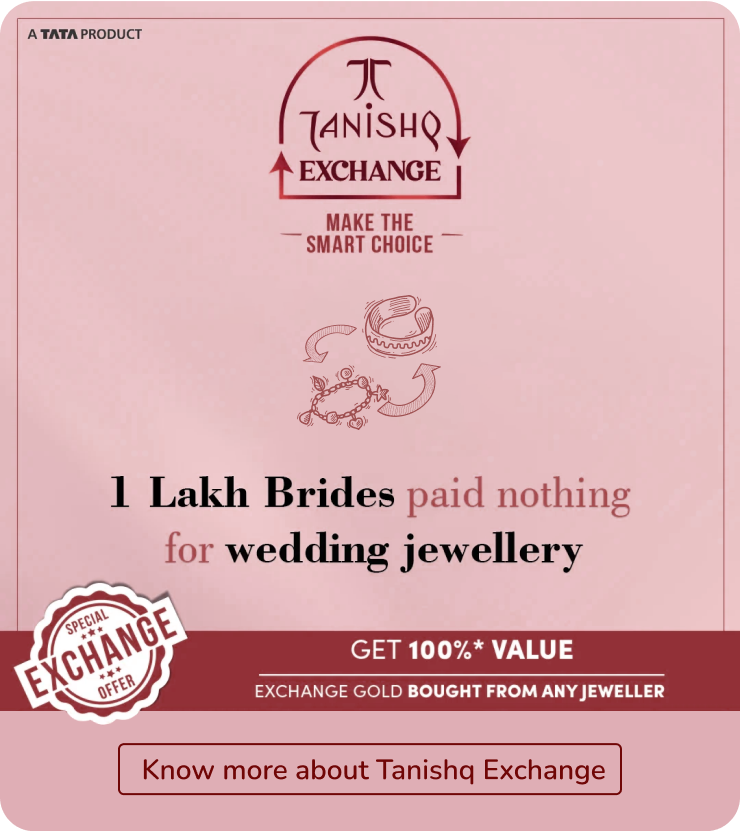 A TATA PRODUCT
TANISHQ
EXCHANGE
MAKE THE
SMART CHOICE
1 Lakh Brides paid nothing
for wedding jewellery
SPECIAL
EXCHANGE
OFFER
GET 100%* VALUE
EXCHANGE GOLD BOUGHT FROM ANY JEWELLER
Know more about Tanishq Exchange